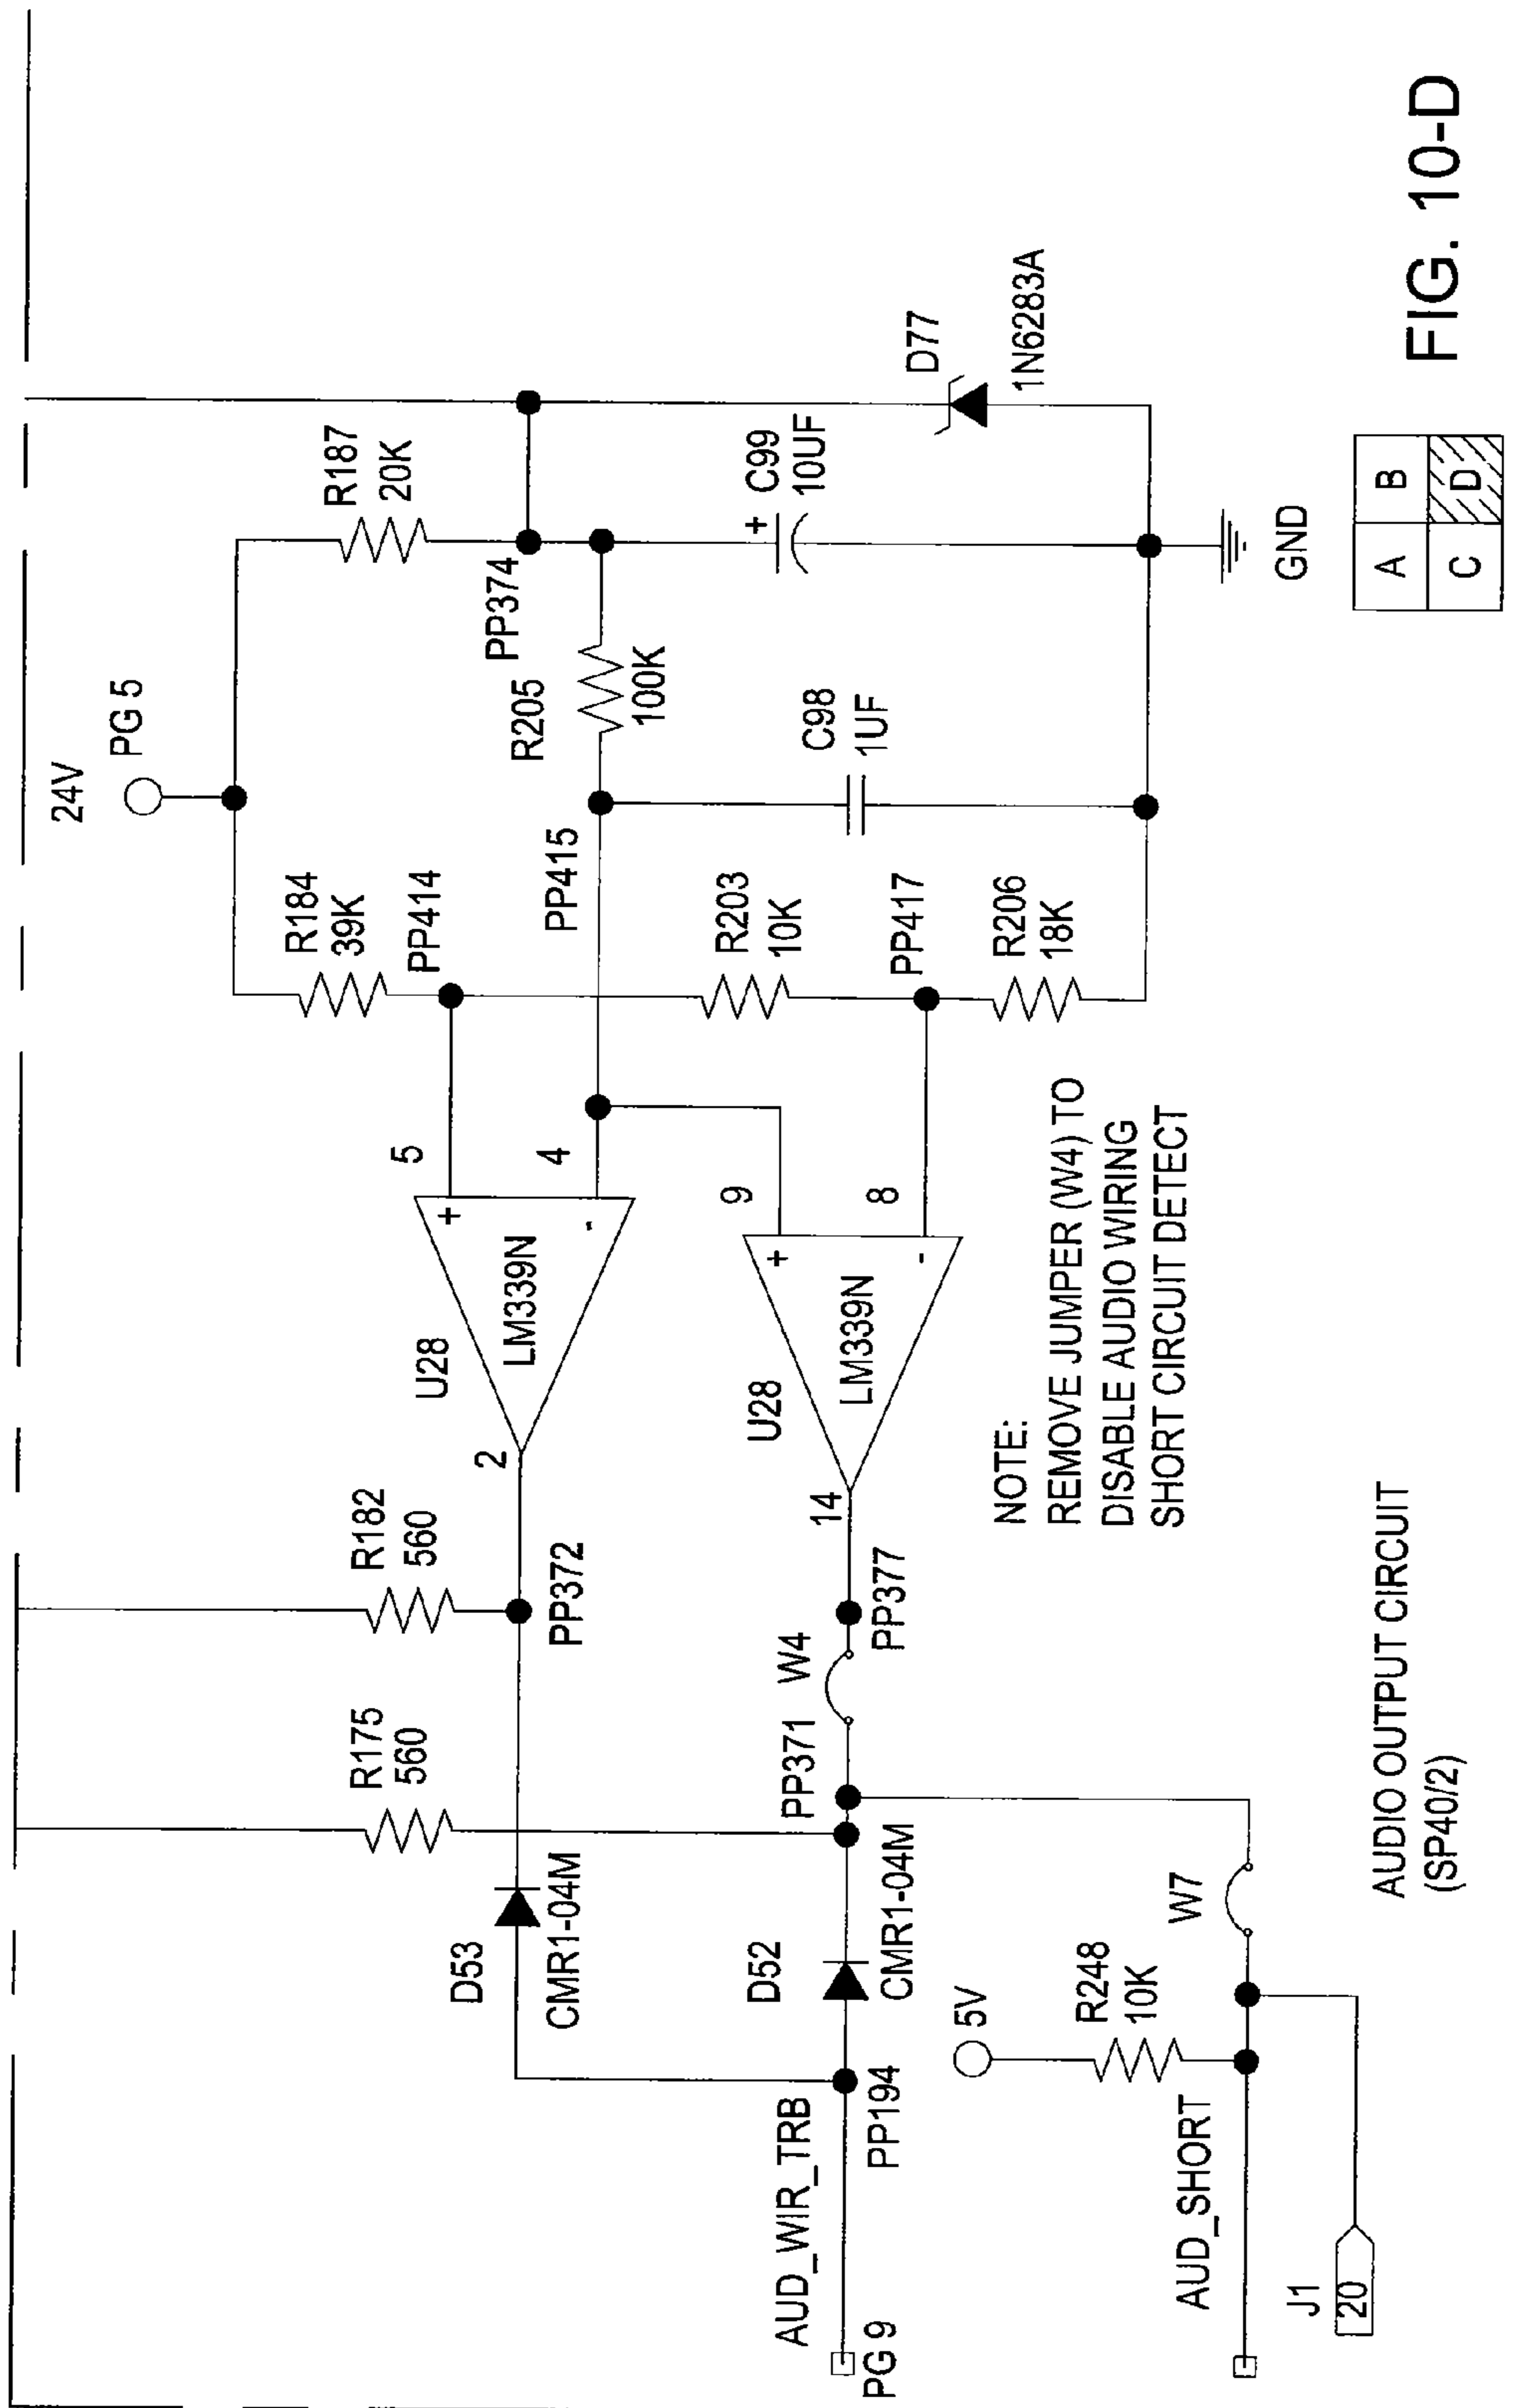 24V
PG 5
R187
20K
R184
39K
PP414
PP374
R205
100K
PP415
C99
+
10UF
D77
1N6283A
C98
1UF
R203
10K
PP417
R206
18K
GND
R175
560
R182
560
U28
LM339N
+
-
5
4
2
PP372
D53
CMR1-04M
U28
LM339N
+
-
9
8
14
PP377
W4
PP371
D52
CMR1-04M
AUD_WIR_TRB
PP194
PG 9
NOTE:
REMOVE JUMPER (W4) TO
DISABLE AUDIO WIRING
SHORT CIRCUIT DETECT
5V
R248
10K
W7
AUD_SHORT
J1
20
AUDIO OUTPUT CIRCUIT
(SP40/2)
A B
C D
FIG. 10-D